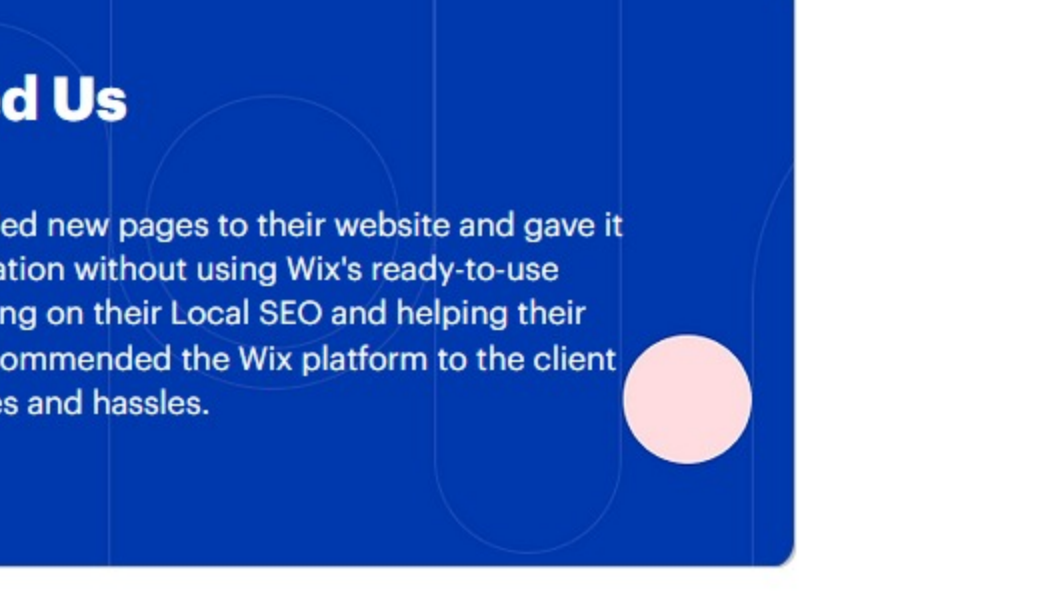 d Us
ed new pages to their website and gave it
ation without using Wix's ready-to-use
ng on their Local SEO and helping their
ommended the Wix platform to the client
es and hassles.